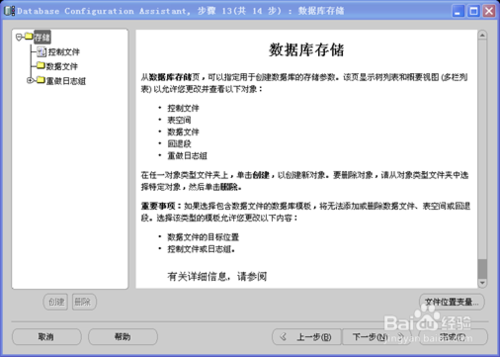 Database Configuration Assistant, 步骤 13(共 14 步) : 数据库存储
存储
控制文件
数据文件
重做日志组
数据库存储
从数据库存储页，可以指定用于创建数据库的存储参数。该页显示树列表和概要视图 (多栏列
表) 以允许您更改并查看以下对象：
• 控制文件
• 表空间
• 数据文件
• 回退段
• 重做日志组
在任一对象类型文件夹上，单击创建，以创建新对象。要删除对象，请从对象类型文件夹中选
择特定对象，然后单击删除。
重要事项：如果选择包含数据文件的数据库模板，将无法添加或删除数据文件、表空间或回退
段。选择该类型的模板允许您更改以下内容：
• 数据文件的目标位置
• 控制文件或日志组。
有关详细信息，请参阅
创建 删除 文件位置变量...
取消 帮助 上一步(B) 下一步(N) 完成(F)
Baidu 经验